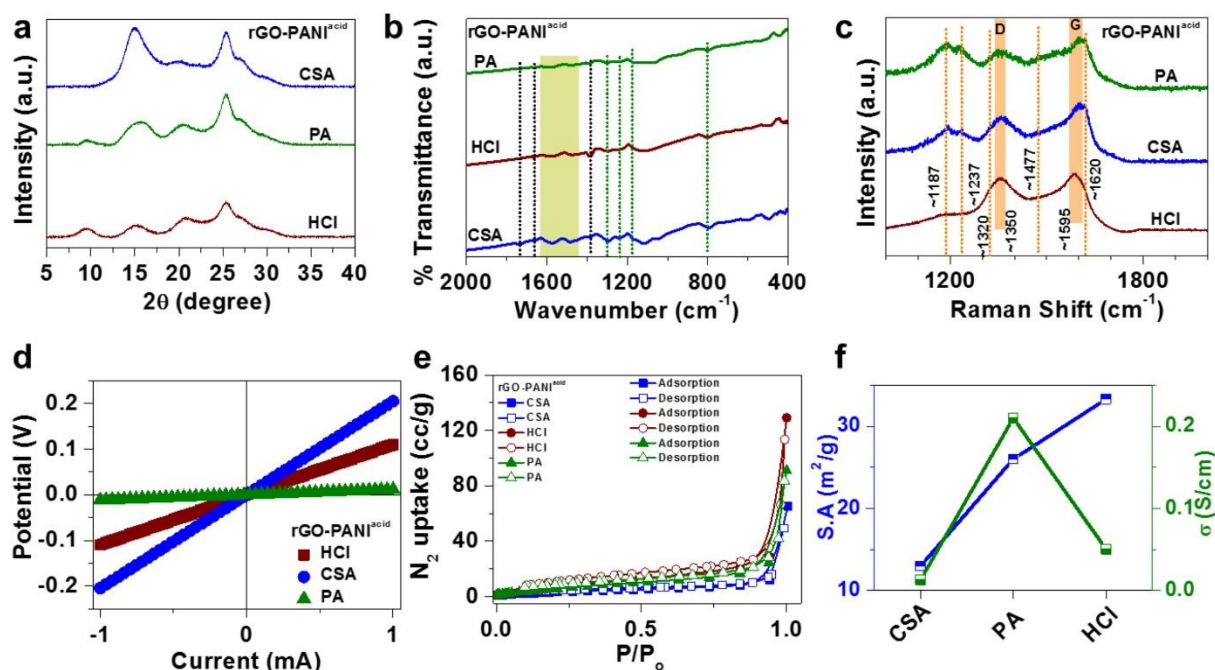 a
Intensity (a.u.)
rGO-PANI^acid
CSA
PA
HCl
5 10 15 20 25 30 35 40
2θ (degree)
b
% Transmittance (a.u.)
rGO-PANI^acid
PA
HCl
CSA
2000 1600 1200 800 400
Wavenumber (cm⁻¹)
c
Intensity (a.u.)
D G rGO-PANI^acid
PA
CSA
HCl
~1187
~1237
~1320
~1350
~1477
~1595
~1620
1200 1800
Raman Shift (cm⁻¹)
d
Potential (V)
0.2
0.1
0.0
-0.1
-0.2
rGO-PANI^acid
HCl
CSA
PA
-1 0 1
Current (mA)
e
N₂ uptake (cc/g)
160
120
80
40
0
rGO-PANI^acid
CSA Adsorption
CSA Desorption
HCl Adsorption
HCl Desorption
PA Adsorption
PA Desorption
0.0 0.5 1.0
P/P₀
f
S.A (m²/g)
30
20
10
0.2
0.1
0.0
σ (S/cm)
CSA PA HCl